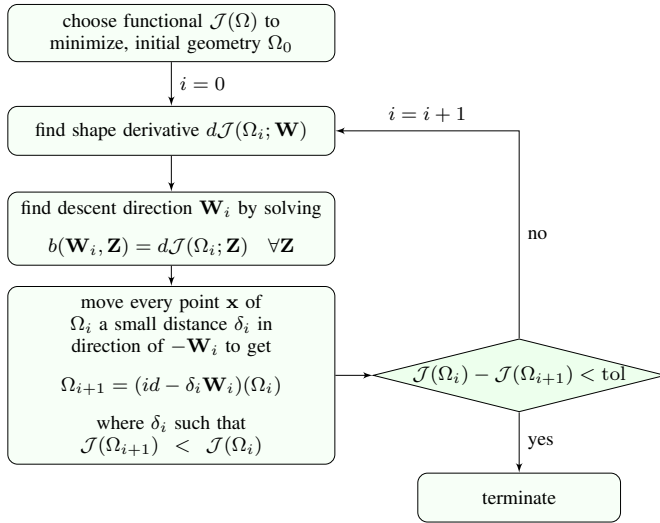 choose functional 𝒥(Ω) to
minimize, initial geometry Ω₀
i = 0
find shape derivative d𝒥(Ωᵢ; 𝐖)
i = i + 1
find descent direction 𝐖ᵢ by solving
b(𝐖ᵢ, 𝐙) = d𝒥(Ωᵢ; 𝐙) ∀𝐙
no
move every point 𝐱 of
Ωᵢ a small distance δᵢ in
direction of −𝐖ᵢ to get
Ωᵢ₊₁ = (id − δᵢ𝐖ᵢ)(Ωᵢ)
where δᵢ such that
𝒥(Ωᵢ₊₁) < 𝒥(Ωᵢ)
𝒥(Ωᵢ) − 𝒥(Ωᵢ₊₁) < tol
yes
terminate